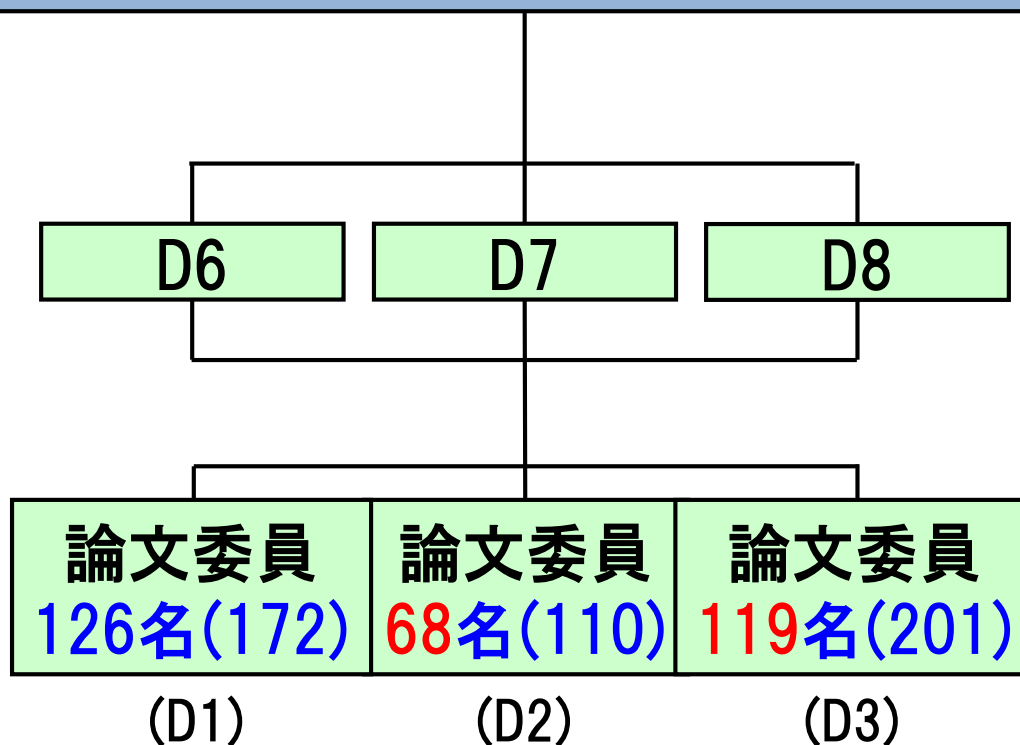 D6
D7
D8
論文委員
126名(172)
論文委員
68名(110)
論文委員
119名(201)
(D1)
(D2)
(D3)